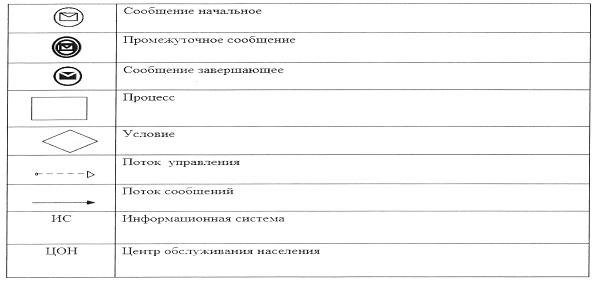 Сообщение начальное
Промежуточное сообщение
Сообщение завершающее
Процесс
Условие
Поток управления
Поток сообщений
ИС Информационная система
ЦОН Центр обслуживания населения